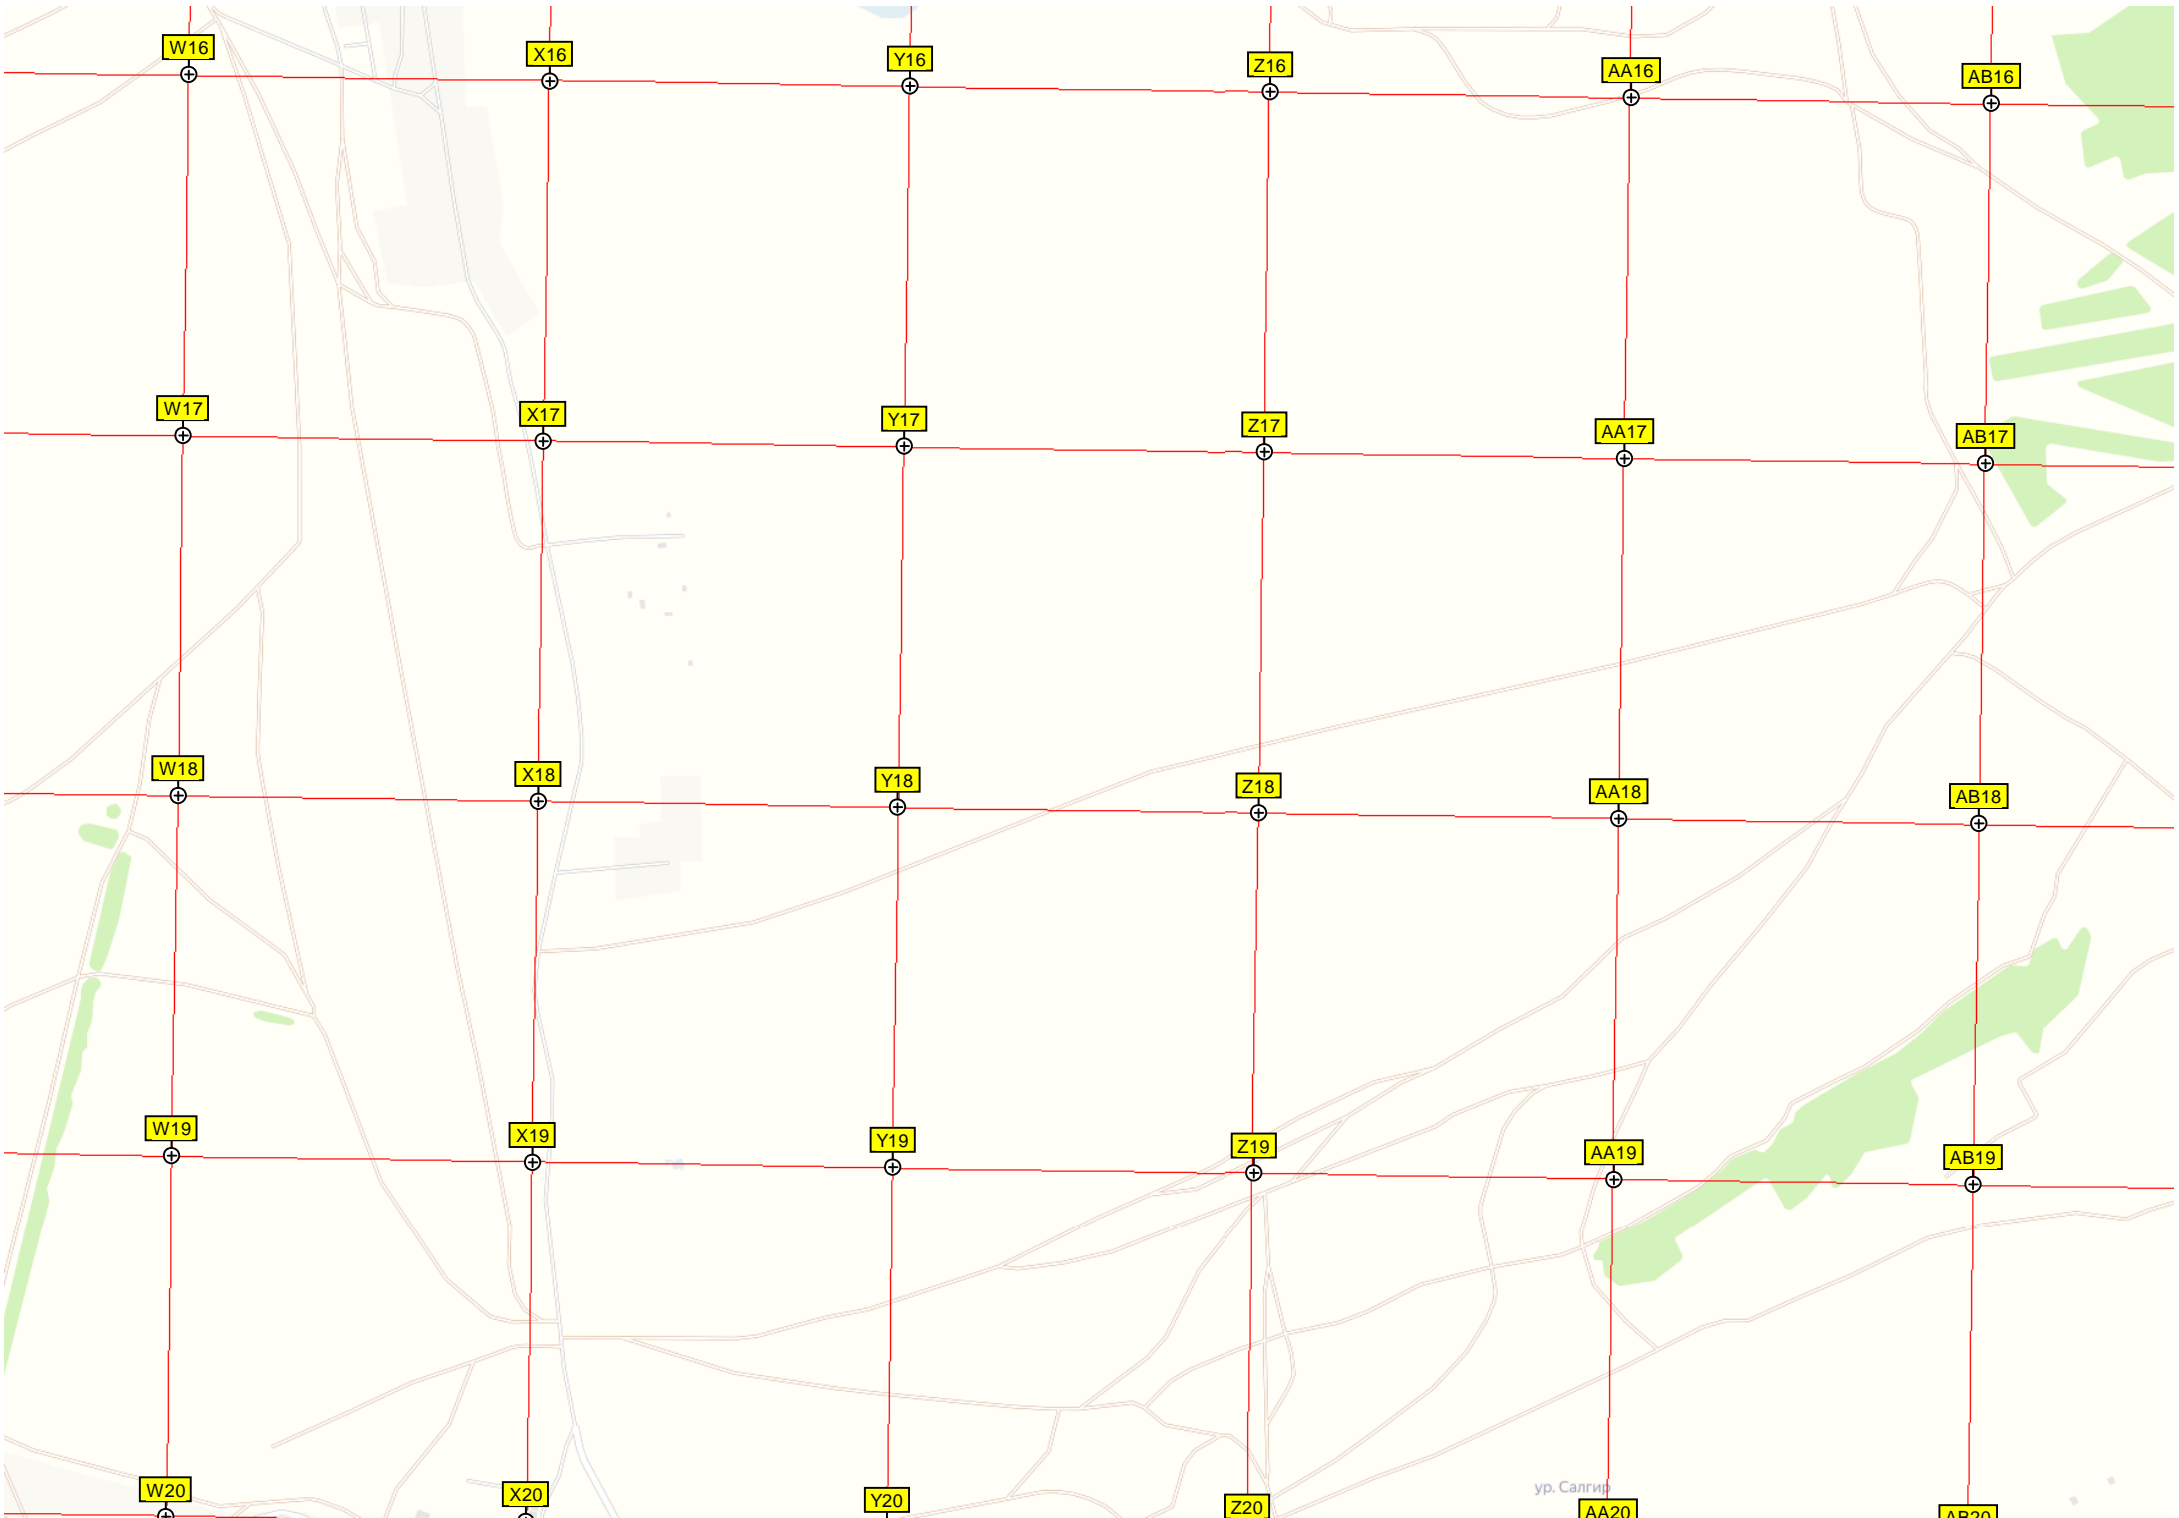 W16
X16
Y16
Z16
AA16
AB16
W17
X17
Y17
Z17
AA17
AB17
W18
X18
Y18
Z18
AA18
AB18
W19
X19
Y19
Z19
AA19
AB19
ур. Салгир
W20
X20
Y20
Z20
AA20
AB20